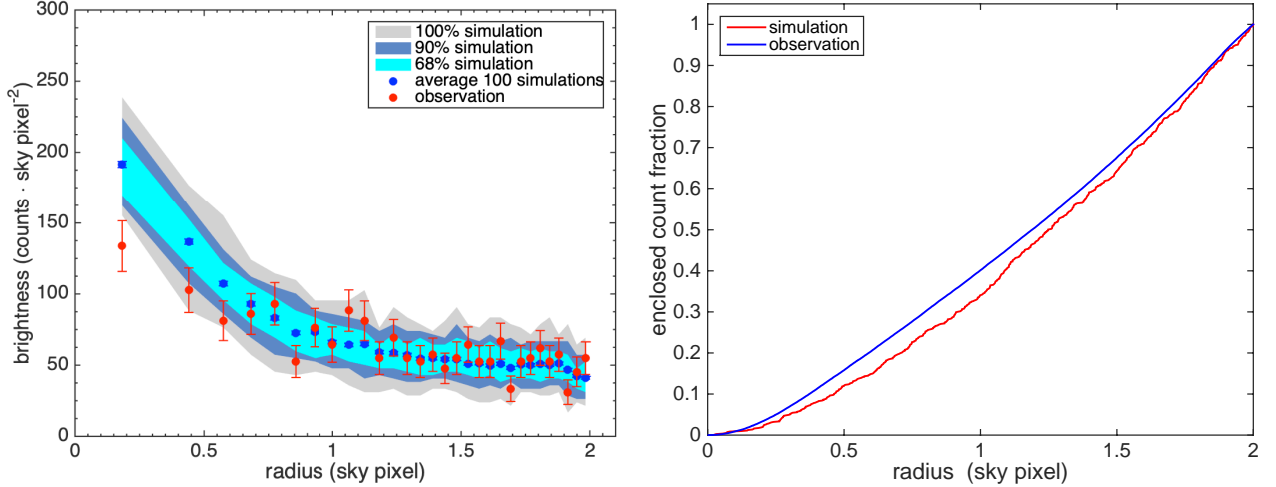 300
250
200
150
100
50
0
brightness (counts · sky pixel-2)
100% simulation
90% simulation
68% simulation
average 100 simulations
observation
0
0.5
1
1.5
2
radius (sky pixel)
1
0.9
0.8
0.7
0.6
0.5
0.4
0.3
0.2
0.1
0
enclosed count fraction
simulation
observation
0
0.5
1
1.5
2
radius (sky pixel)